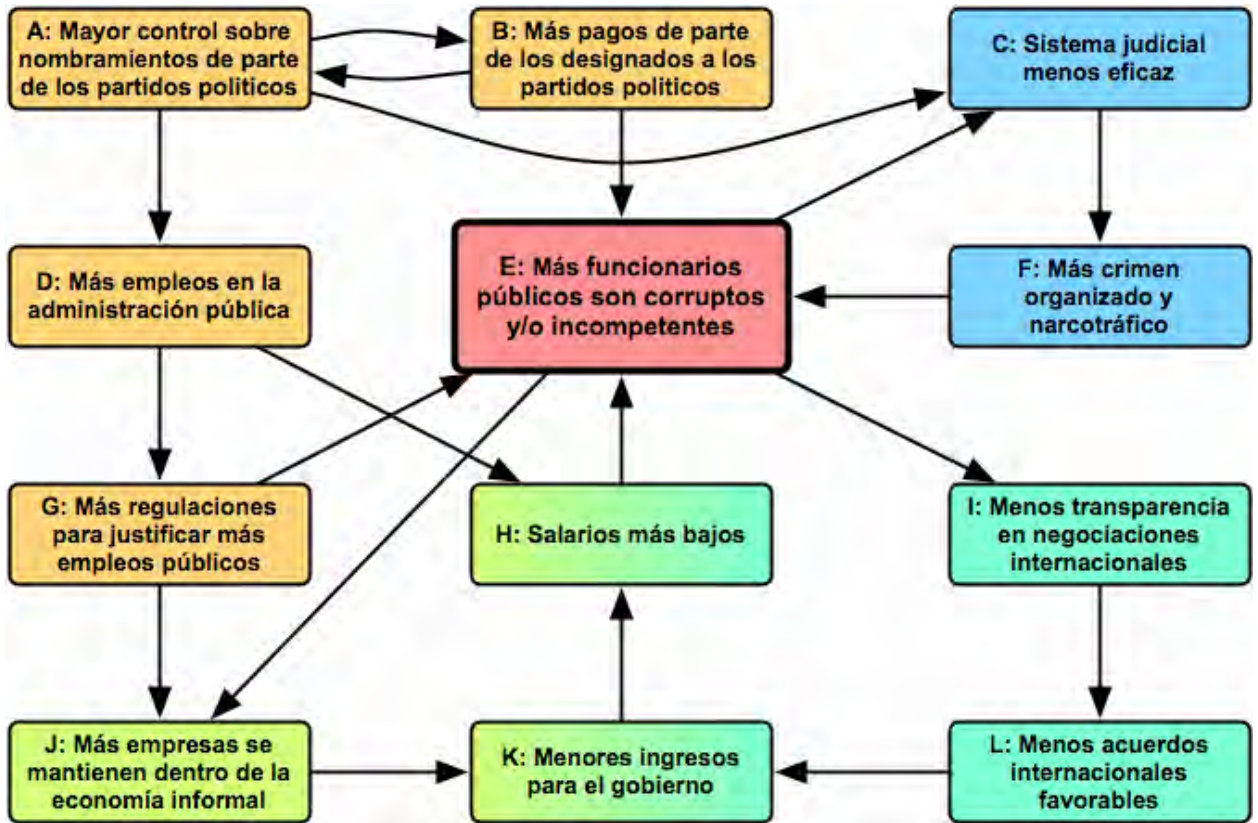 A: Mayor control sobre
nombramientos de parte
de los partidos politicos
B: Más pagos de parte
de los designados a los
partidos politicos
C: Sistema judicial
menos eficaz
D: Más empleos en la
administración pública
E: Más funcionarios
públicos son corruptos
y/o incompetentes
F: Más crimen
organizado y
narcotráfico
G: Más regulaciones
para justificar más
empleos públicos
H: Salarios más bajos
I: Menos transparencia
en negociaciones
internacionales
J: Más empresas se
mantienen dentro de la
economía informal
K: Menores ingresos
para el gobierno
L: Menos acuerdos
internacionales
favorables